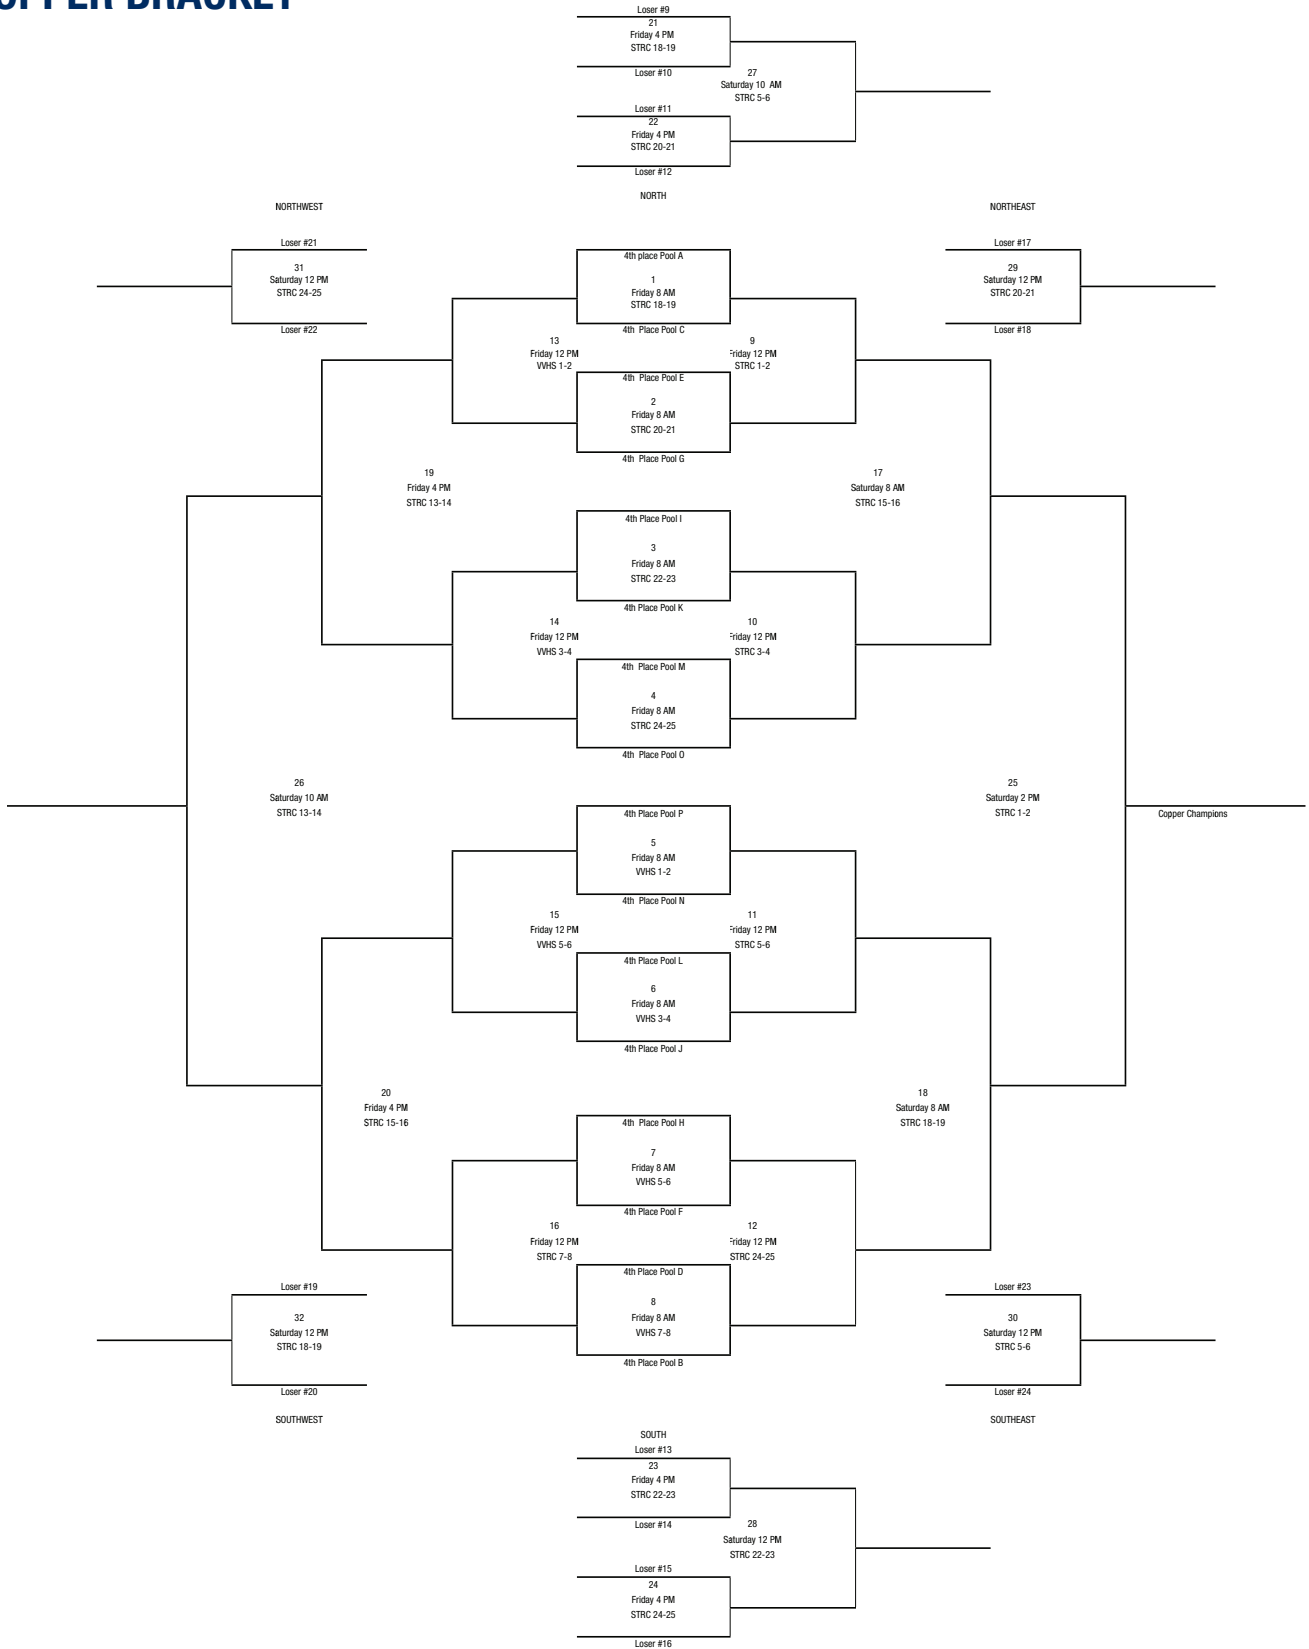 OPPER BRACKET
Loser #9
21
Friday 4 PM
STRC 18-19
Loser #10
27
Saturday 10 AM
STRC 5-6
Loser #11
22
Friday 4 PM
STRC 20-21
Loser #12
NORTH
NORTHWEST
NORTHEAST
Loser #21
31
Saturday 12 PM
STRC 24-25
Loser #22
4th place Pool A
1
Friday 8 AM
STRC 18-19
4th Place Pool C
Loser #17
29
Saturday 12 PM
STRC 20-21
Loser #18
13
Friday 12 PM
VVHS 1-2
9
Friday 12 PM
STRC 1-2
4th Place Pool E
2
Friday 8 AM
STRC 20-21
4th Place Pool G
19
Friday 4 PM
STRC 13-14
17
Saturday 8 AM
STRC 15-16
4th Place Pool I
3
Friday 8 AM
STRC 22-23
4th Place Pool K
14
Friday 12 PM
VVHS 3-4
10
Friday 12 PM
STRC 3-4
4th Place Pool M
4
Friday 8 AM
STRC 24-25
4th Place Pool O
26
Saturday 10 AM
STRC 13-14
25
Saturday 2 PM
STRC 1-2
Copper Champions
4th Place Pool P
5
Friday 8 AM
VVHS 1-2
4th Place Pool N
15
Friday 12 PM
VVHS 5-6
11
Friday 12 PM
STRC 5-6
4th Place Pool L
6
Friday 8 AM
VVHS 3-4
4th Place Pool J
20
Friday 4 PM
STRC 15-16
18
Saturday 8 AM
STRC 18-19
4th Place Pool H
7
Friday 8 AM
VVHS 5-6
4th Place Pool F
16
Friday 12 PM
STRC 7-8
12
Friday 12 PM
STRC 24-25
4th Place Pool D
8
Friday 8 AM
VVHS 7-8
4th Place Pool B
Loser #19
32
Saturday 12 PM
STRC 18-19
Loser #20
SOUTHWEST
Loser #23
30
Saturday 12 PM
STRC 5-6
Loser #24
SOUTHEAST
SOUTH
Loser #13
23
Friday 4 PM
STRC 22-23
Loser #14
28
Saturday 12 PM
STRC 22-23
Loser #15
24
Friday 4 PM
STRC 24-25
Loser #16